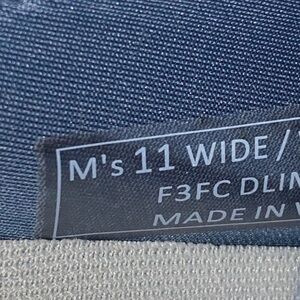 M's 11 WIDE /
F3FC DLIM
MADE IN